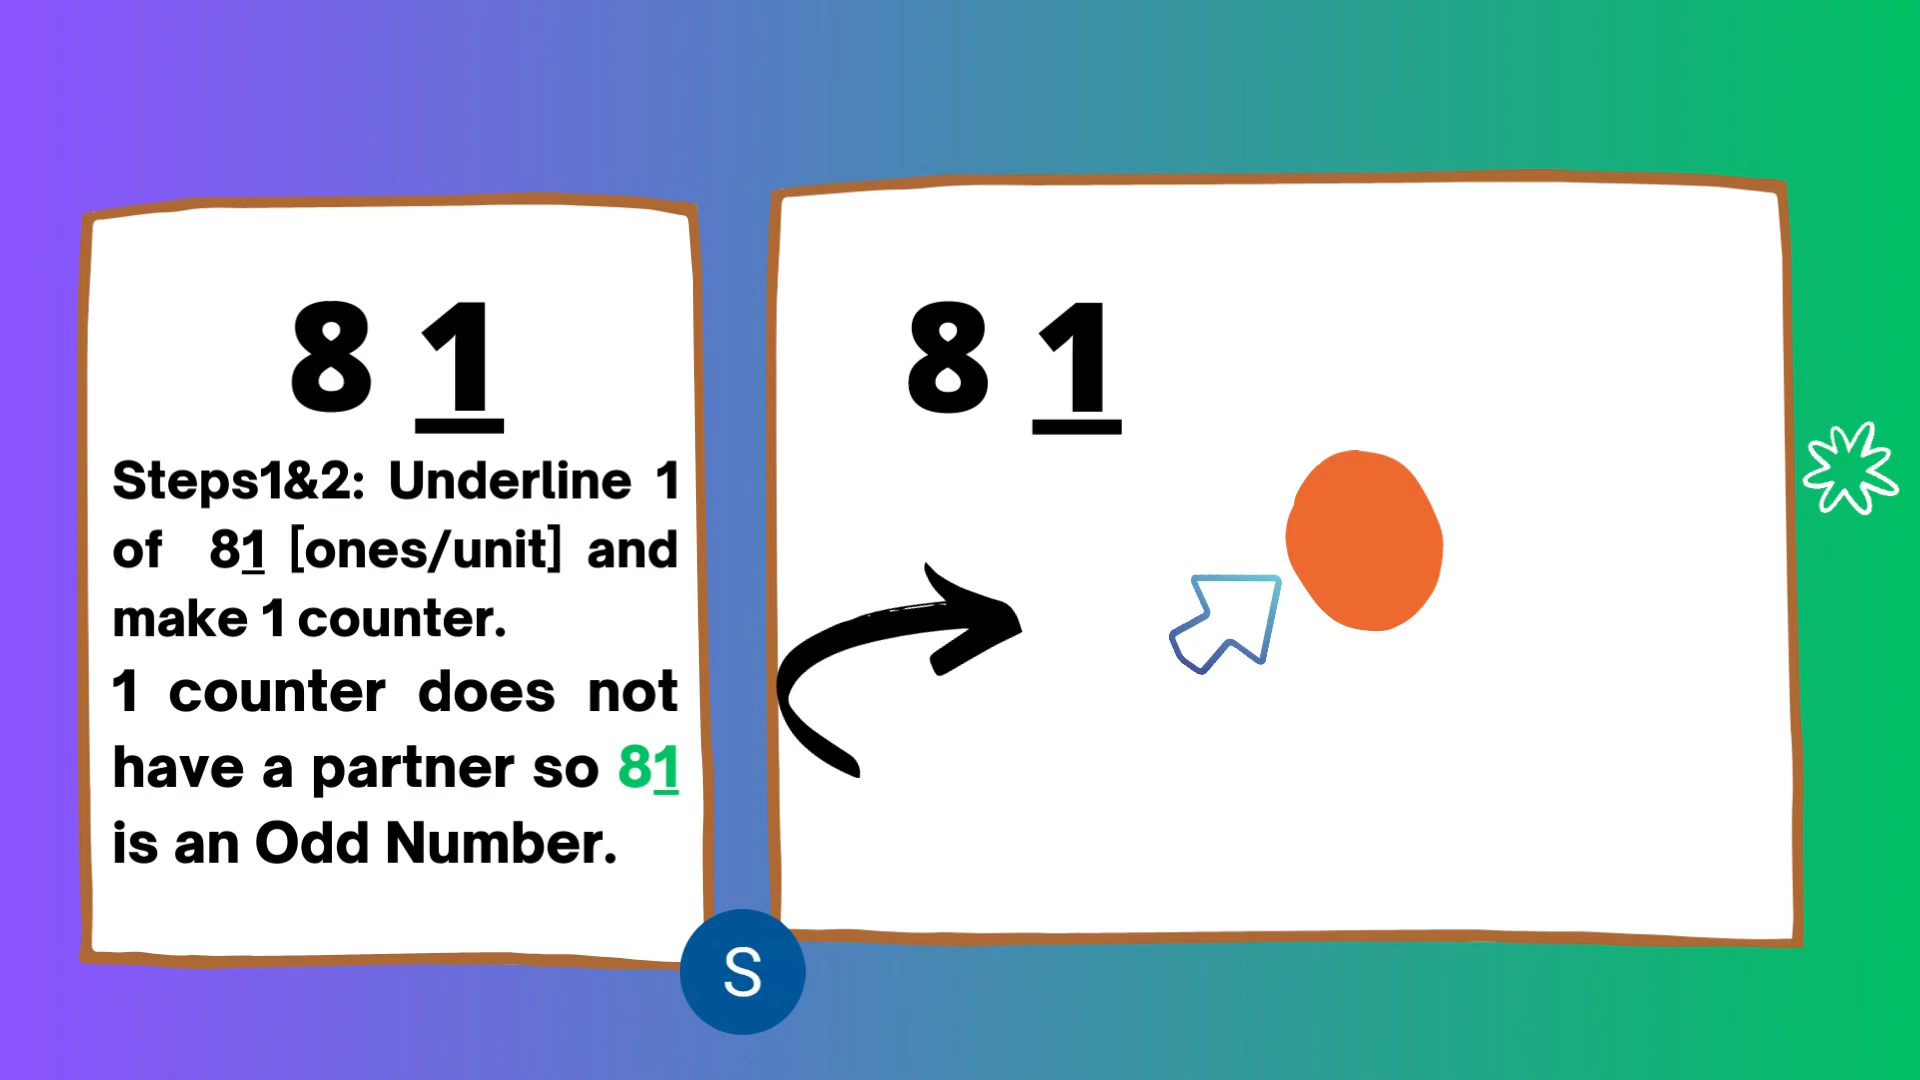 8 1
Steps1&2: Underline 1
of 81 [ones/unit] and
make 1 counter.
1 counter does not
have a partner so 81
is an Odd Number.
8 1
S